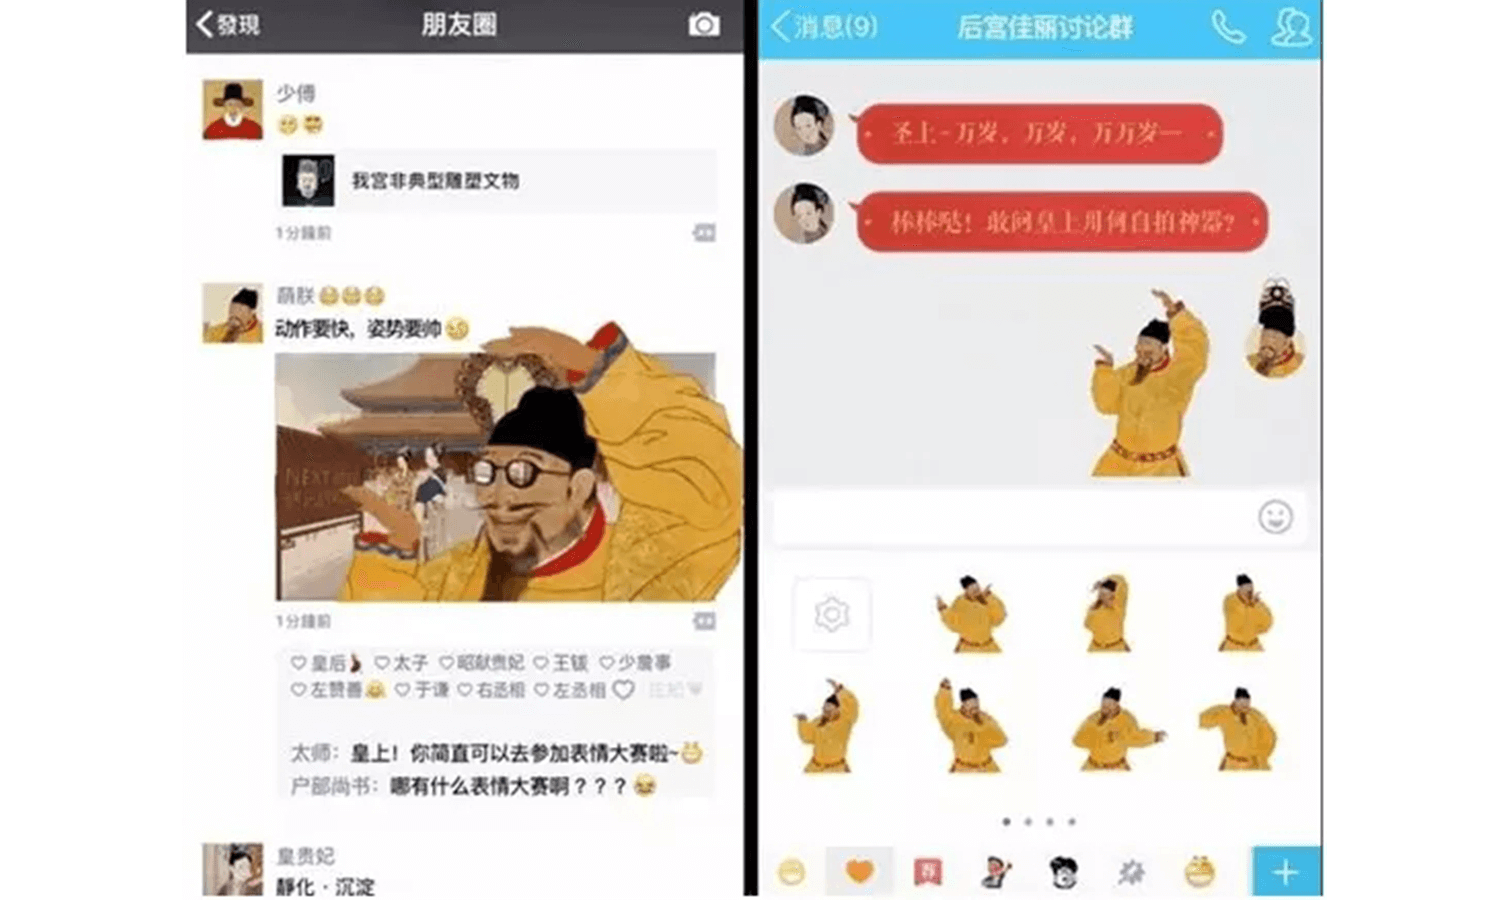 發現
朋友圈
少傅
我宫非典型雕塑文物
1分鐘前
萌朕
动作要快，姿势要帅
NEXT
1分鐘前
♡皇后 ♡太子 ♡昭献贵妃 ♡王钹 ♡少詹事
♡左赞善 ♡于谦 ♡右丞相 ♡左丞相♡
太师：皇上！你简直可以去参加表情大赛啦~
户部尚书：哪有什么表情大赛啊？？？
皇贵妃
靜化·沉淀
消息(9)
后宫佳丽讨论群
圣上-万岁，万岁，万万岁一
棒棒哒！敢问皇上用何自拍神器?
荐